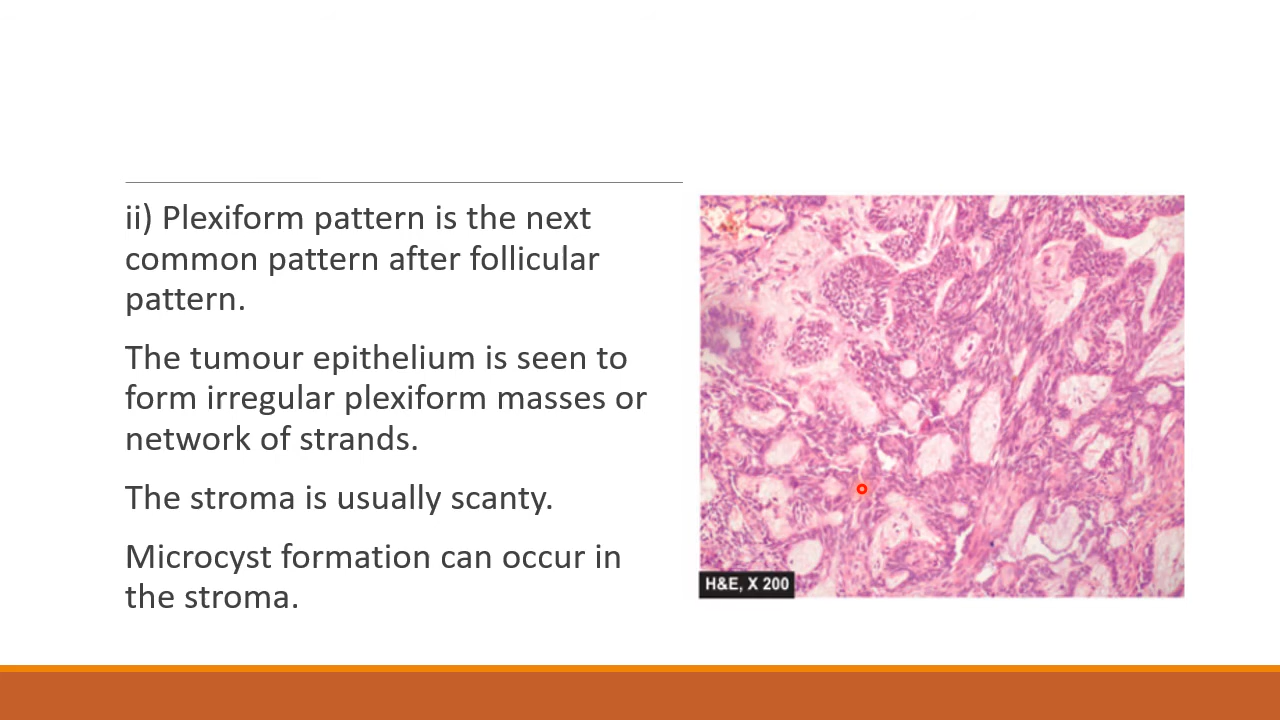 ii) Plexiform pattern is the next
common pattern after follicular
pattern.
The tumour epithelium is seen to
form irregular plexiform masses or
network of strands.
The stroma is usually scanty.
Microcyst formation can occur in
the stroma.
H&E, X 200